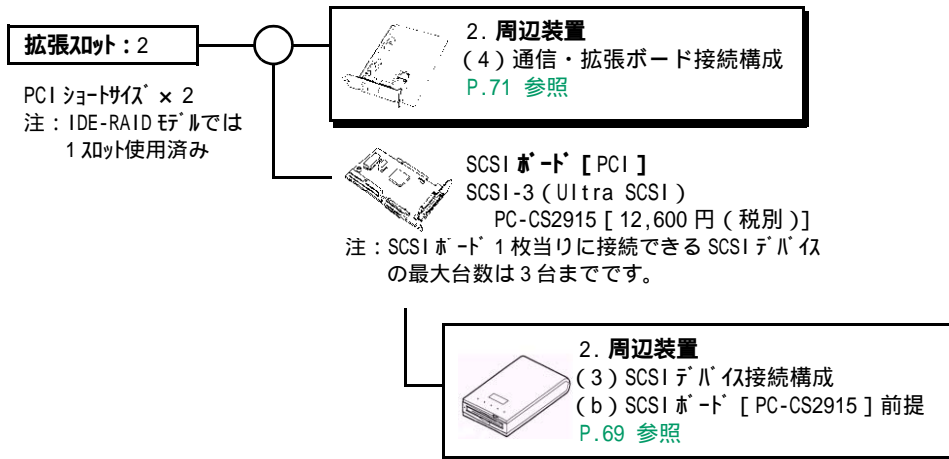 拡張ｽﾛｯﾄ：2
PCI ｼｮｰﾄｻｲｽﾞ × 2
注：IDE-RAID ﾓﾃﾞﾙでは
1 ｽﾛｯﾄ使用済み
2. 周辺装置
(4) 通信・拡張ボード接続構成
P.71 参照
SCSI ﾎﾞｰﾄﾞ [ PCI ]
SCSI-3 ( Ultra SCSI )
PC-CS2915 [ 12,600 円 ( 税別 )]
注：SCSI ﾎﾞｰﾄﾞ 1 枚当りに接続できる SCSI ﾃﾞﾊﾞｲｽ
の最大台数は 3 台までです。
2. 周辺装置
(3) SCSI ﾃﾞﾊﾞｲｽ接続構成
(b) SCSI ﾎﾞｰﾄﾞ [ PC-CS2915 ] 前提
P.69 参照